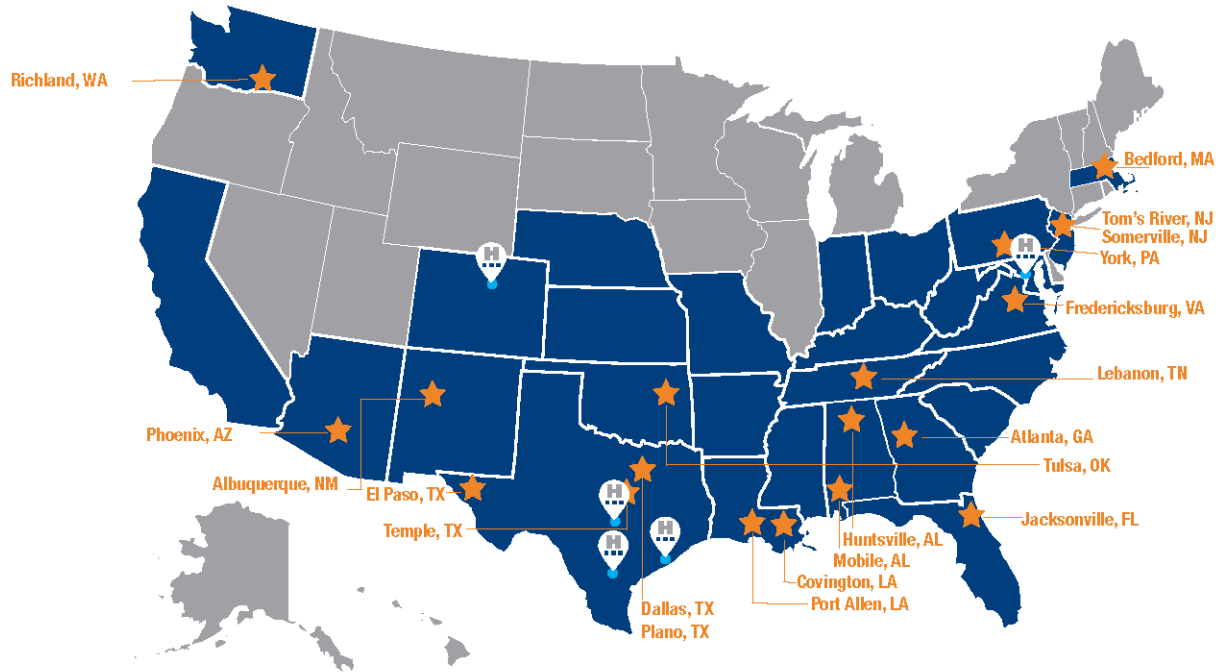 Richland, WA
Bedford, MA
Tom's River, NJ
Somerville, NJ
York, PA
H
H
Fredericksburg, VA
Lebanon, TN
Phoenix, AZ
Atlanta, GA
Tulsa, OK
Albuquerque, NM
El Paso, TX
Temple, TX
H
H
H
Jacksonville, FL
Huntsville, AL
Mobile, AL
Covington, LA
Port Allen, LA
Dallas, TX
Plano, TX